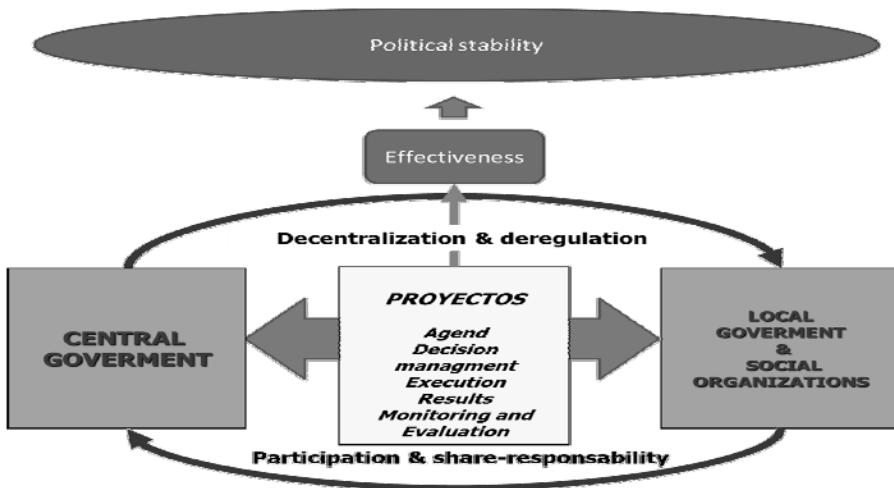 Political stability
Effectiveness
Decentralization & deregulation
CENTRAL
GOVERMENT
PROYECTOS
Agend
Decision
managment
Execution
Results
Monitoring and
Evaluation
LOCAL
GOVERMENT
&
SOCIAL
ORGANIZATIONS
Participation & share-responsability